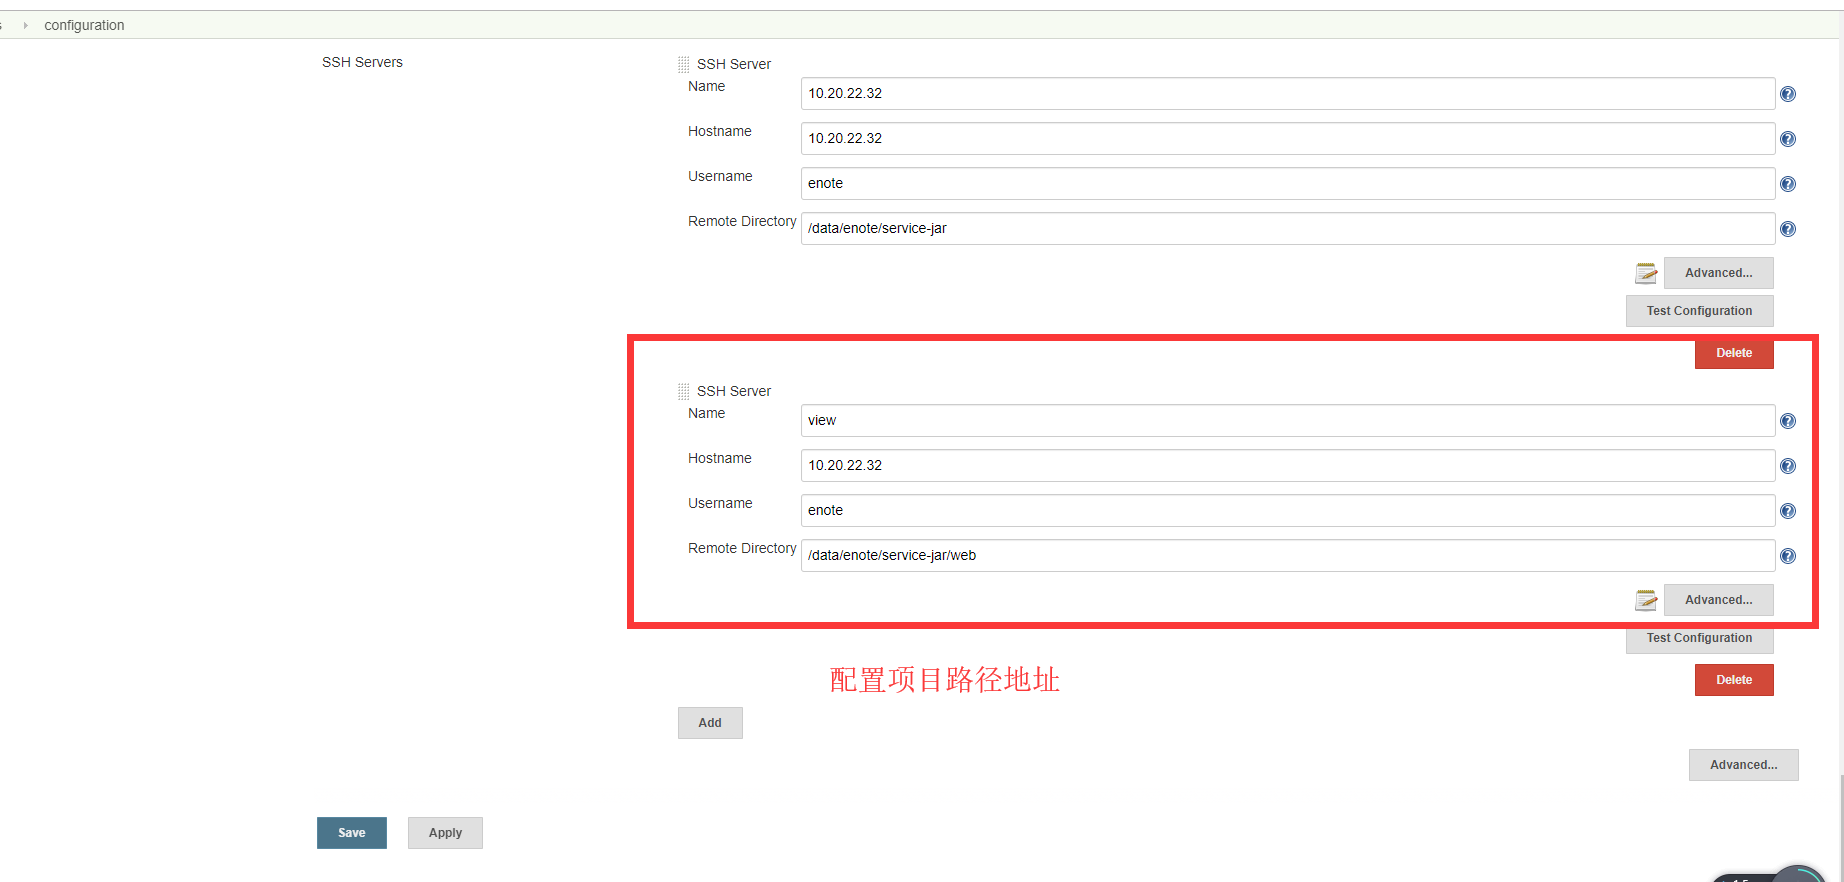 configuration
SSH Servers
SSH Server
Name
10.20.22.32
Hostname
10.20.22.32
Username
enote
Remote Directory
/data/enote/service-jar
Advanced...
Test Configuration
Delete
SSH Server
Name
view
Hostname
10.20.22.32
Username
enote
Remote Directory
/data/enote/service-jar/web
Advanced...
Test Configuration
配置项目路径地址
Delete
Add
Advanced...
Save
Apply